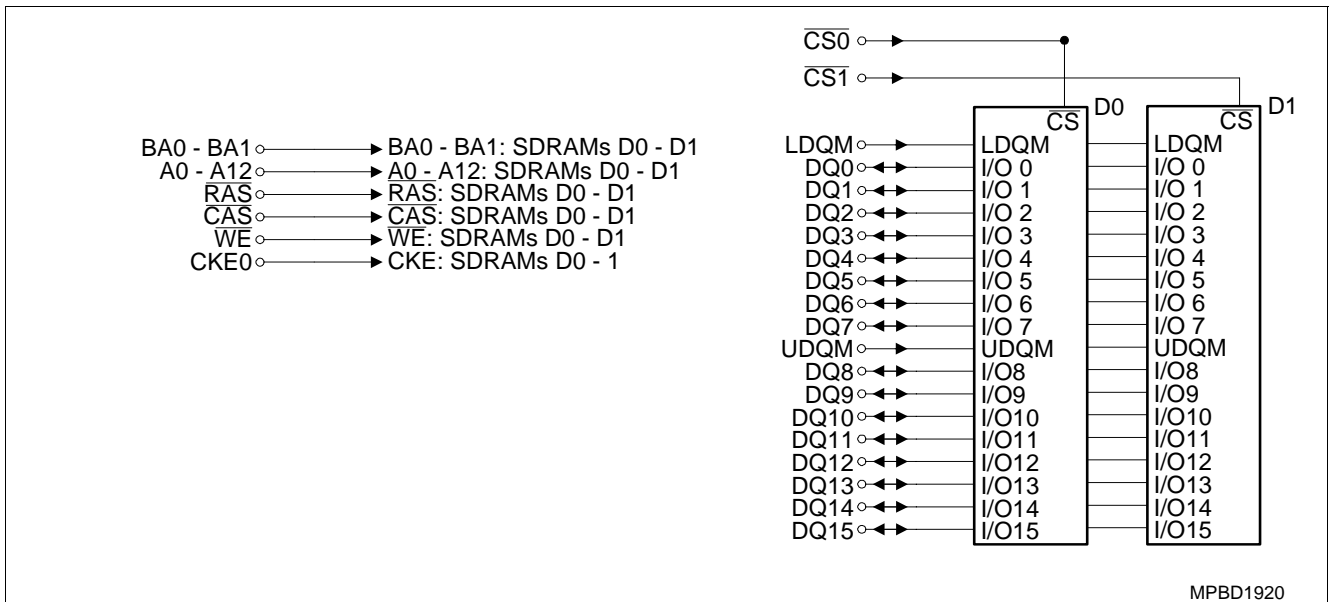 CS0
CS1
D0
D1
CS
CS
BA0 - BA1
BA0 - BA1: SDRAMs D0 - D1
A0 - A12
A0 - A12: SDRAMs D0 - D1
RAS
RAS: SDRAMs D0 - D1
CAS
CAS: SDRAMs D0 - D1
WE
WE: SDRAMs D0 - D1
CKE0
CKE: SDRAMs D0 - 1
LDQM LDQM LDQM
DQ0 I/O 0 I/O 0
DQ1 I/O 1 I/O 1
DQ2 I/O 2 I/O 2
DQ3 I/O 3 I/O 3
DQ4 I/O 4 I/O 4
DQ5 I/O 5 I/O 5
DQ6 I/O 6 I/O 6
DQ7 I/O 7 I/O 7
UDQM UDQM UDQM
DQ8 I/O8 I/O8
DQ9 I/O9 I/O9
DQ10 I/O10 I/O10
DQ11 I/O11 I/O11
DQ12 I/O12 I/O12
DQ13 I/O13 I/O13
DQ14 I/O14 I/O14
DQ15 I/O15 I/O15
MPBD1920